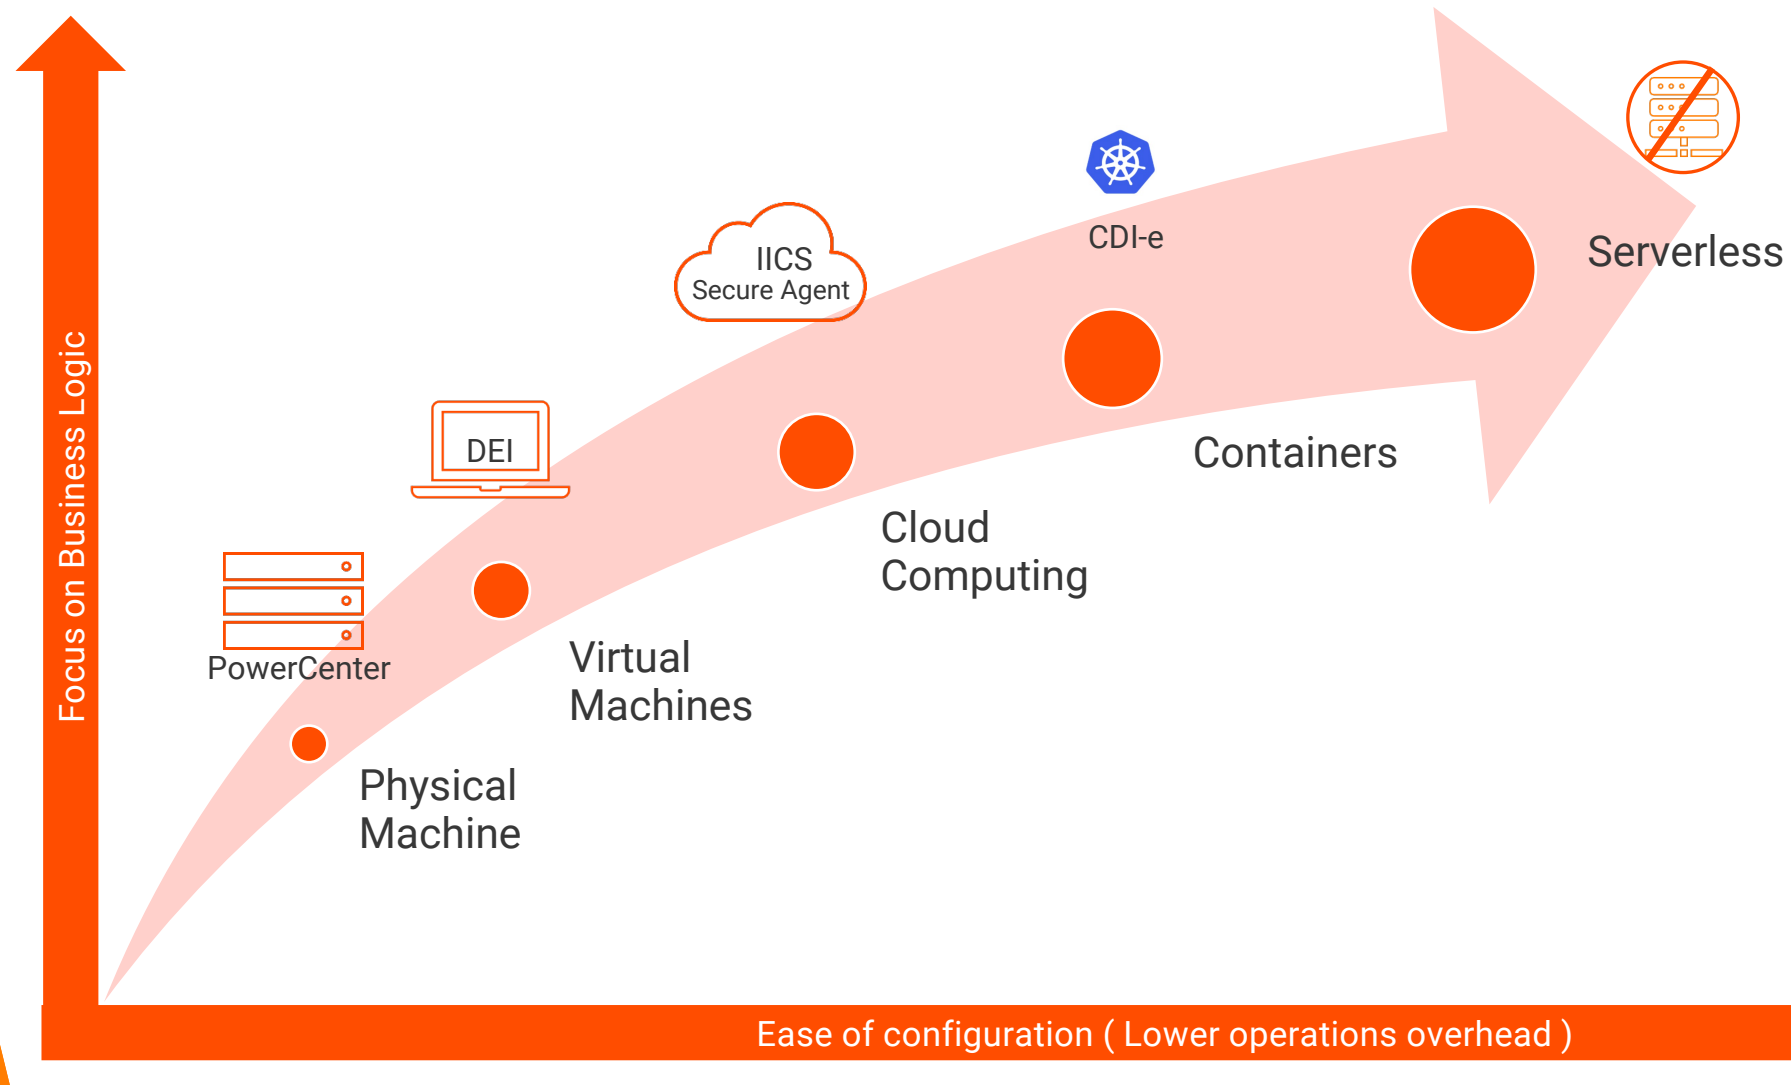 Focus on Business Logic
PowerCenter
Physical
Machine
DEI
Virtual
Machines
IICS
Secure Agent
Cloud
Computing
CDI-e
Containers
Serverless
Ease of configuration ( Lower operations overhead )